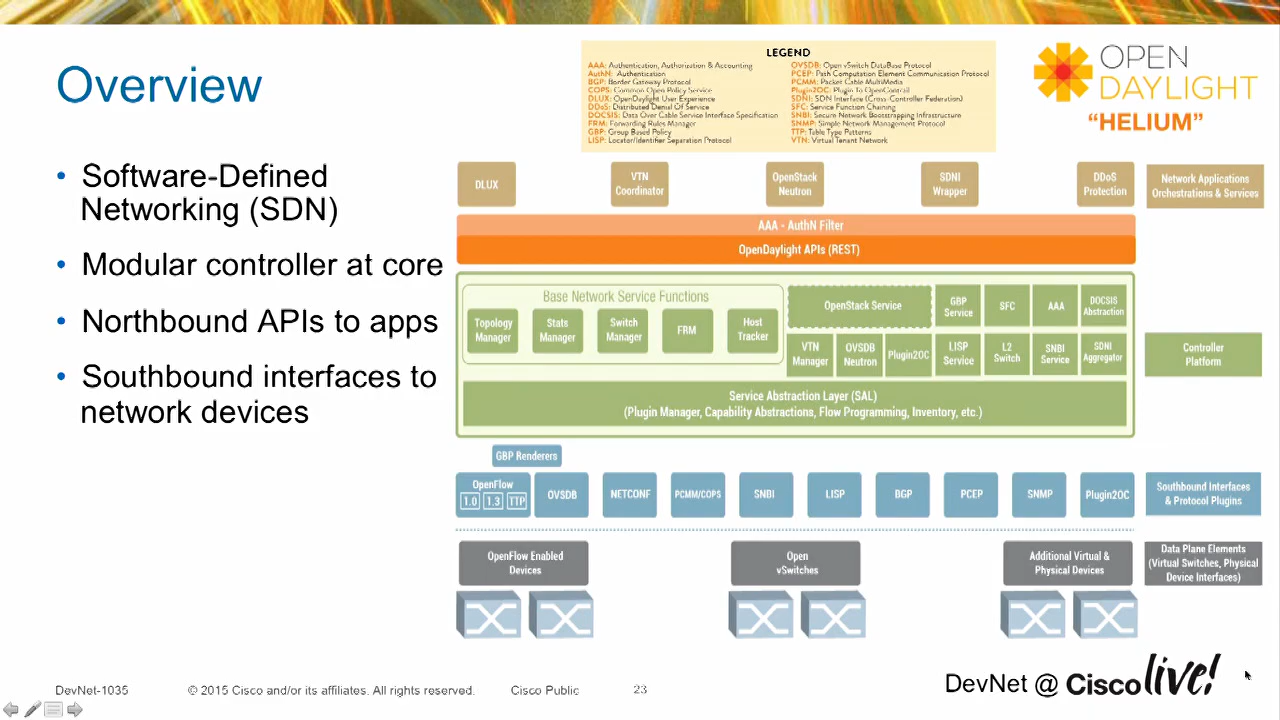 Overview
• Software-Defined
Networking (SDN)
• Modular controller at core
• Northbound APIs to apps
• Southbound interfaces to
network devices
LEGEND
AAA: Authentication, Authorization & Accounting
AuthN: Authentication
BGP: Border Gateway Protocol
COPS: Common Open Policy Service
DLUX: OpenDaylight User Experience
DDoS: Distributed Denial Of Service
DOCSIS: Data Over Cable Service Interface Specification
FRM: Forwarding Rules Manager
GBP: Group Based Policy
LISP: Locator/Identifier Separation Protocol
OVSDB: Open vSwitch DataBase Protocol
PCEP: Path Computation Element Communication Protocol
PCMM: Packet Cable MultiMedia
Plugin2OC: Plugin To OpenContrail
SDNI: SDN Interface (Cross-Controller Federation)
SFC: Service Function Chaining
SNBI: Secure Network Bootstrapping Infrastructure
SNMP: Simple Network Management Protocol
TTP: Table Type Patterns
VTN: Virtual Tenant Network
OPEN
DAYLIGHT
“HELIUM”
DLUX
VTN
Coordinator
OpenStack
Neutron
SDNI
Wrapper
DDoS
Protection
Network Applications
Orchestrations & Services
AAA - AuthN Filter
OpenDaylight APIs (REST)
Base Network Service Functions
Topology
Manager
Stats
Manager
Switch
Manager
FRM
Host
Tracker
OpenStack Service
GBP
Service
SFC
AAA
DOCSIS
Abstraction
VTN
Manager
OVSDB
Neutron
Plugin2OC
LISP
Service
L2
Switch
SNBI
Service
SDNI
Aggregator
Controller
Platform
Service Abstraction Layer (SAL)
(Plugin Manager, Capability Abstractions, Flow Programming, Inventory, etc.)
GBP Renderers
OpenFlow
1.0 1.3 TTP
OVSDB
NETCONF
PCMM/COPS
SNBI
LISP
BGP
PCEP
SNMP
Plugin2OC
Southbound Interfaces
& Protocol Plugins
OpenFlow Enabled
Devices
Open
vSwitches
Additional Virtual &
Physical Devices
Data Plane Elements
(Virtual Switches, Physical
Device Interfaces)
DevNet-1035
© 2015 Cisco and/or its affiliates. All rights reserved.
Cisco Public
23
DevNet @ Cisco live!